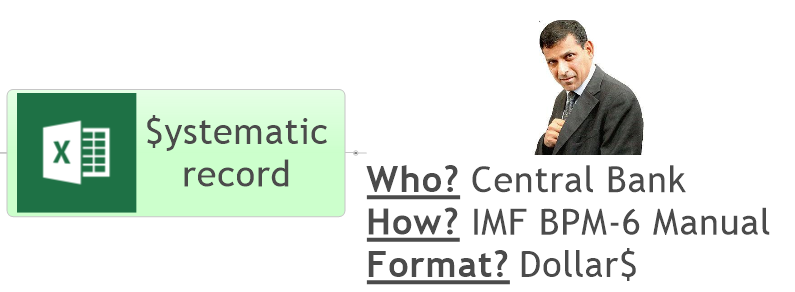 X
$ystematic
record
Who? Central Bank
How? IMF BPM-6 Manual
Format? Dollar$